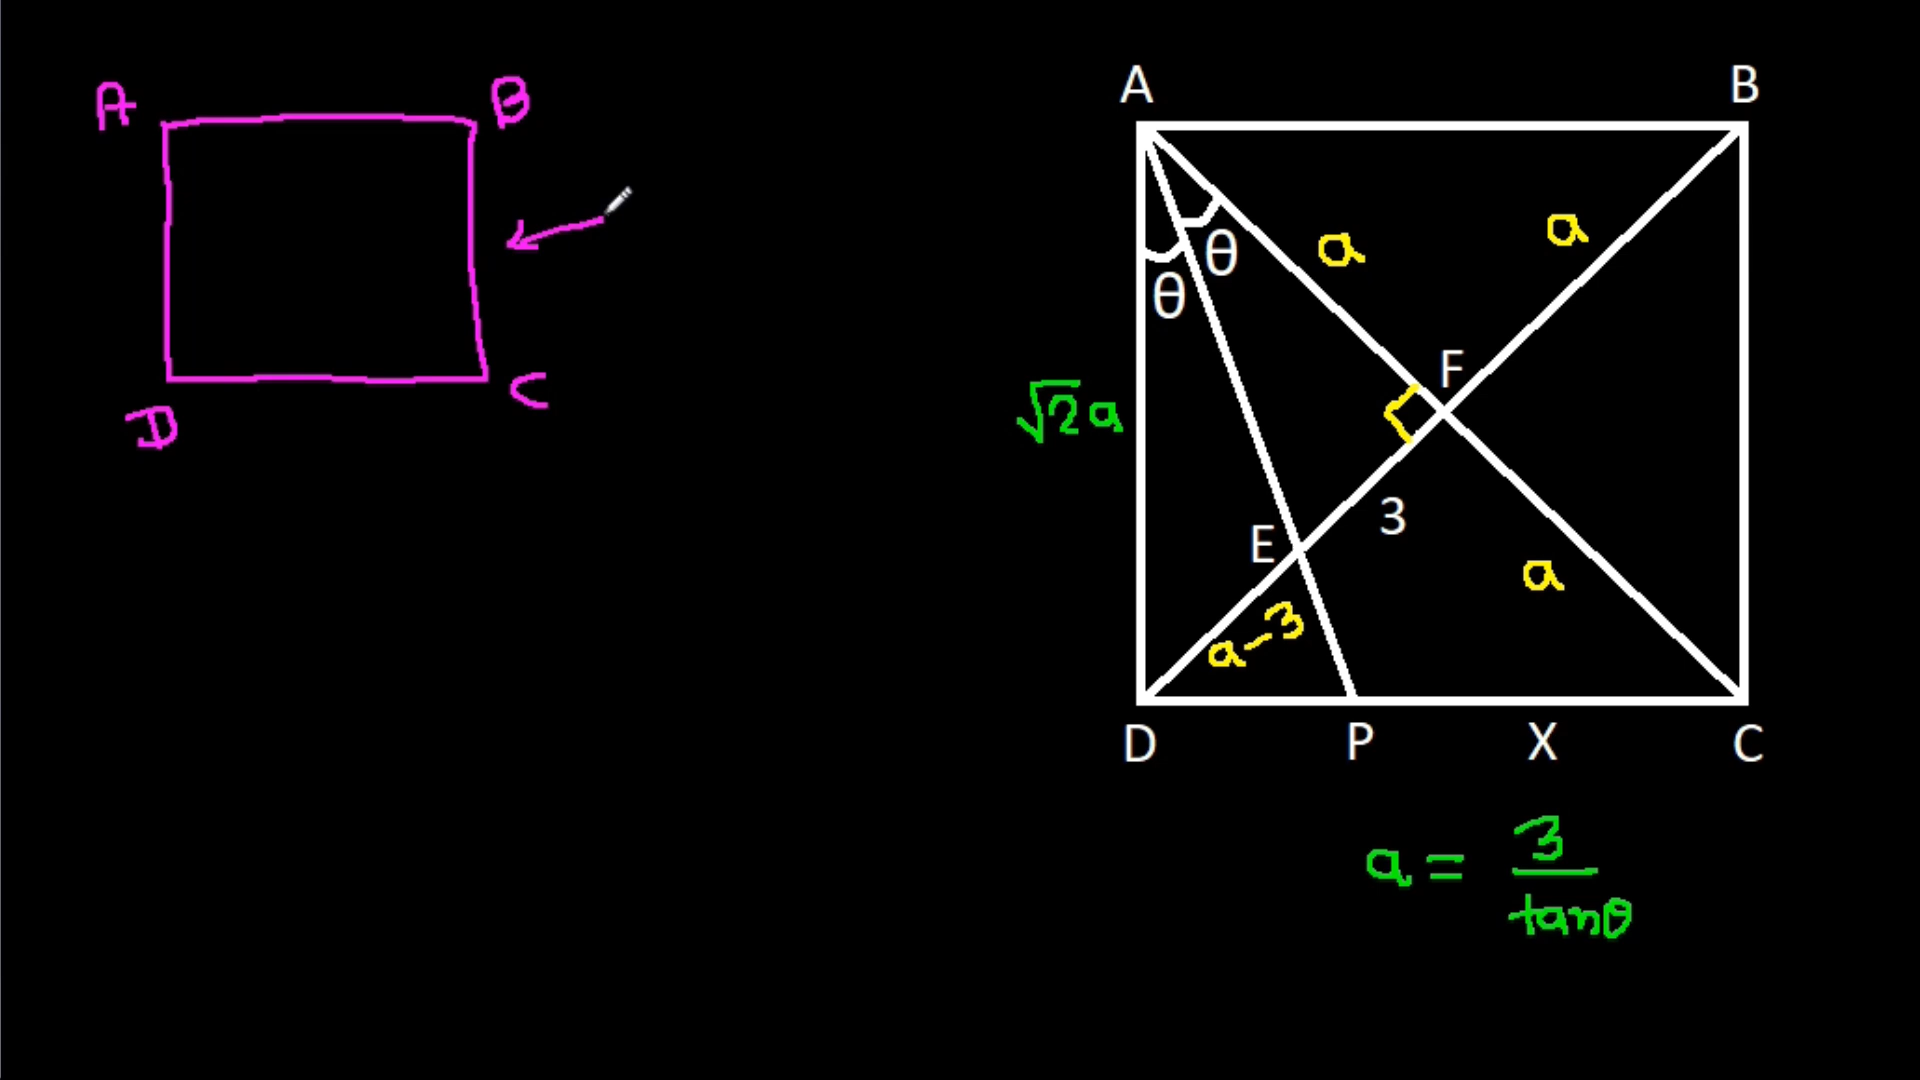 A B
D C
A B
a a
θ θ
F
√2a
3
E
a
a-3
D P X C
a = 3/tanθ